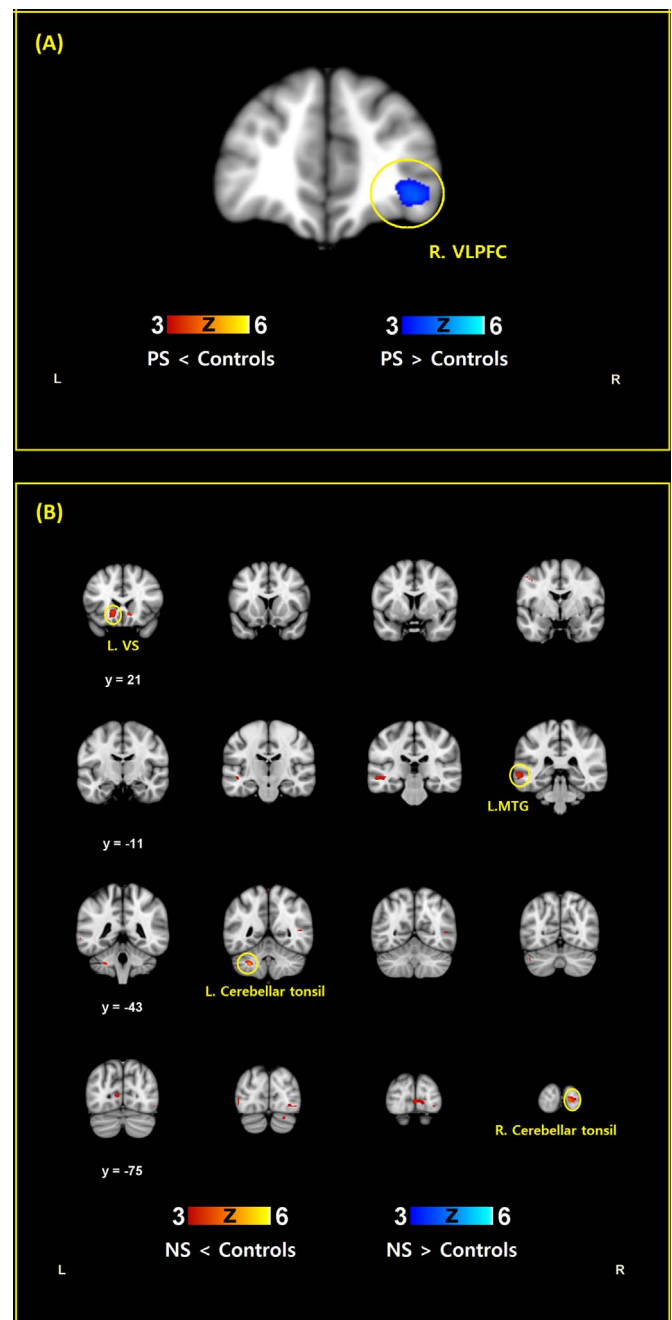 (A)
R. VLPFC
3 Z 6 3 Z 6
PS < Controls PS > Controls
L R
(B)
L. VS
y = 21
L.MTG
y = -11
L. Cerebellar tonsil
y = -43
R. Cerebellar tonsil
y = -75
3 Z 6 3 Z 6
NS < Controls NS > Controls
L R